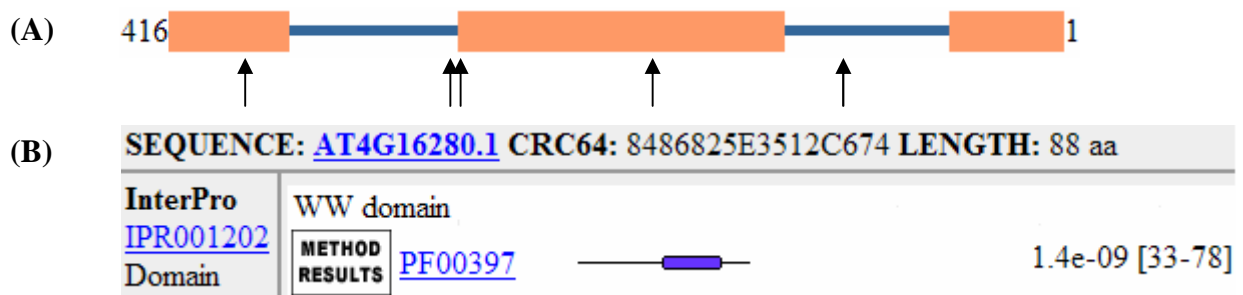 (A) 416 1
(B) SEQUENCE: AT4G16280.1 CRC64: 8486825E3512C674 LENGTH: 88 aa
InterPro WW domain
IPR001202
Domain
METHOD RESULTS PF00397 1.4e-09 [33-78]